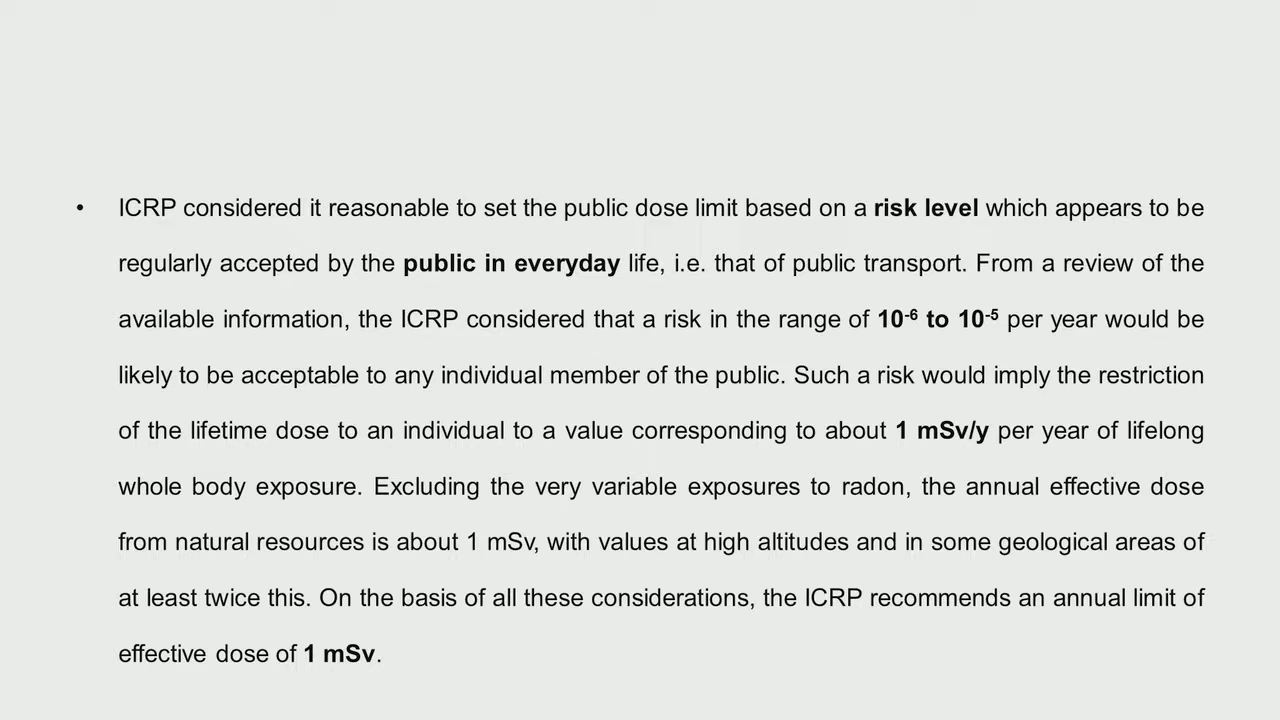 • ICRP considered it reasonable to set the public dose limit based on a risk level which appears to be
regularly accepted by the public in everyday life, i.e. that of public transport. From a review of the
available information, the ICRP considered that a risk in the range of 10⁻⁶ to 10⁻⁵ per year would be
likely to be acceptable to any individual member of the public. Such a risk would imply the restriction
of the lifetime dose to an individual to a value corresponding to about 1 mSv/y per year of lifelong
whole body exposure. Excluding the very variable exposures to radon, the annual effective dose
from natural resources is about 1 mSv, with values at high altitudes and in some geological areas of
at least twice this. On the basis of all these considerations, the ICRP recommends an annual limit of
effective dose of 1 mSv.